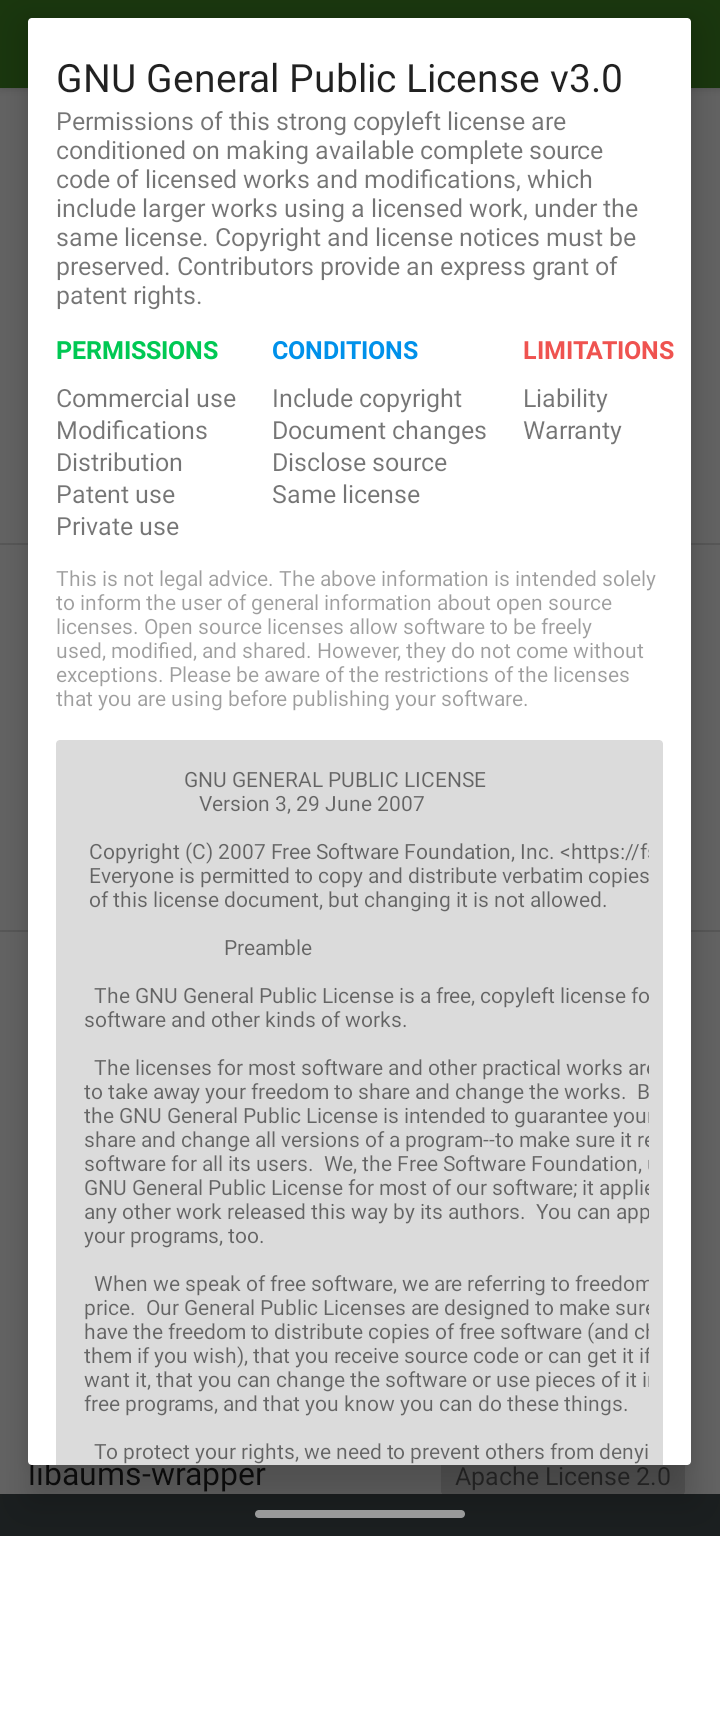 GNU General Public License v3.0
Permissions of this strong copyleft license are
conditioned on making available complete source
code of licensed works and modifications, which
include larger works using a licensed work, under the
same license. Copyright and license notices must be
preserved. Contributors provide an express grant of
patent rights.
PERMISSIONS CONDITIONS LIMITATIONS
Commercial use Include copyright Liability
Modifications Document changes Warranty
Distribution Disclose source
Patent use Same license
Private use
This is not legal advice. The above information is intended solely
to inform the user of general information about open source
licenses. Open source licenses allow software to be freely
used, modified, and shared. However, they do not come without
exceptions. Please be aware of the restrictions of the licenses
that you are using before publishing your software.
GNU GENERAL PUBLIC LICENSE
Version 3, 29 June 2007
Copyright (C) 2007 Free Software Foundation, Inc. <https://f
Everyone is permitted to copy and distribute verbatim copies
of this license document, but changing it is not allowed.
Preamble
The GNU General Public License is a free, copyleft license fo
software and other kinds of works.
The licenses for most software and other practical works are
to take away your freedom to share and change the works.  B
the GNU General Public License is intended to guarantee your
share and change all versions of a program--to make sure it re
software for all its users.  We, the Free Software Foundation,
GNU General Public License for most of our software; it applie
any other work released this way by its authors.  You can app
your programs, too.
When we speak of free software, we are referring to freedom
price.  Our General Public Licenses are designed to make sure
have the freedom to distribute copies of free software (and ch
them if you wish), that you receive source code or can get it if
want it, that you can change the software or use pieces of it i
free programs, and that you know you can do these things.
To protect your rights, we need to prevent others from denyi
libaums-wrapper Apache License 2.0